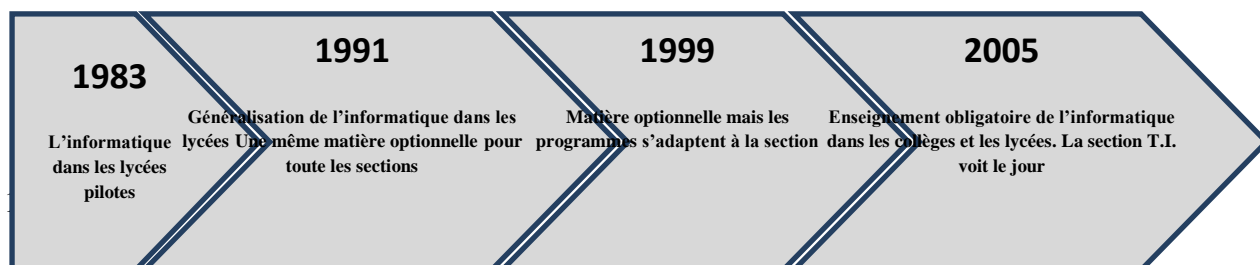 1983
L’informatique
dans les lycées
pilotes
1991
Généralisation de l’informatique dans les
lycées Une même matière optionnelle pour
toute les sections
1999
Matière optionnelle mais les
programmes s’adaptent à la section
2005
Enseignement obligatoire de l’informatique
dans les collèges et les lycées. La section T.I.
voit le jour